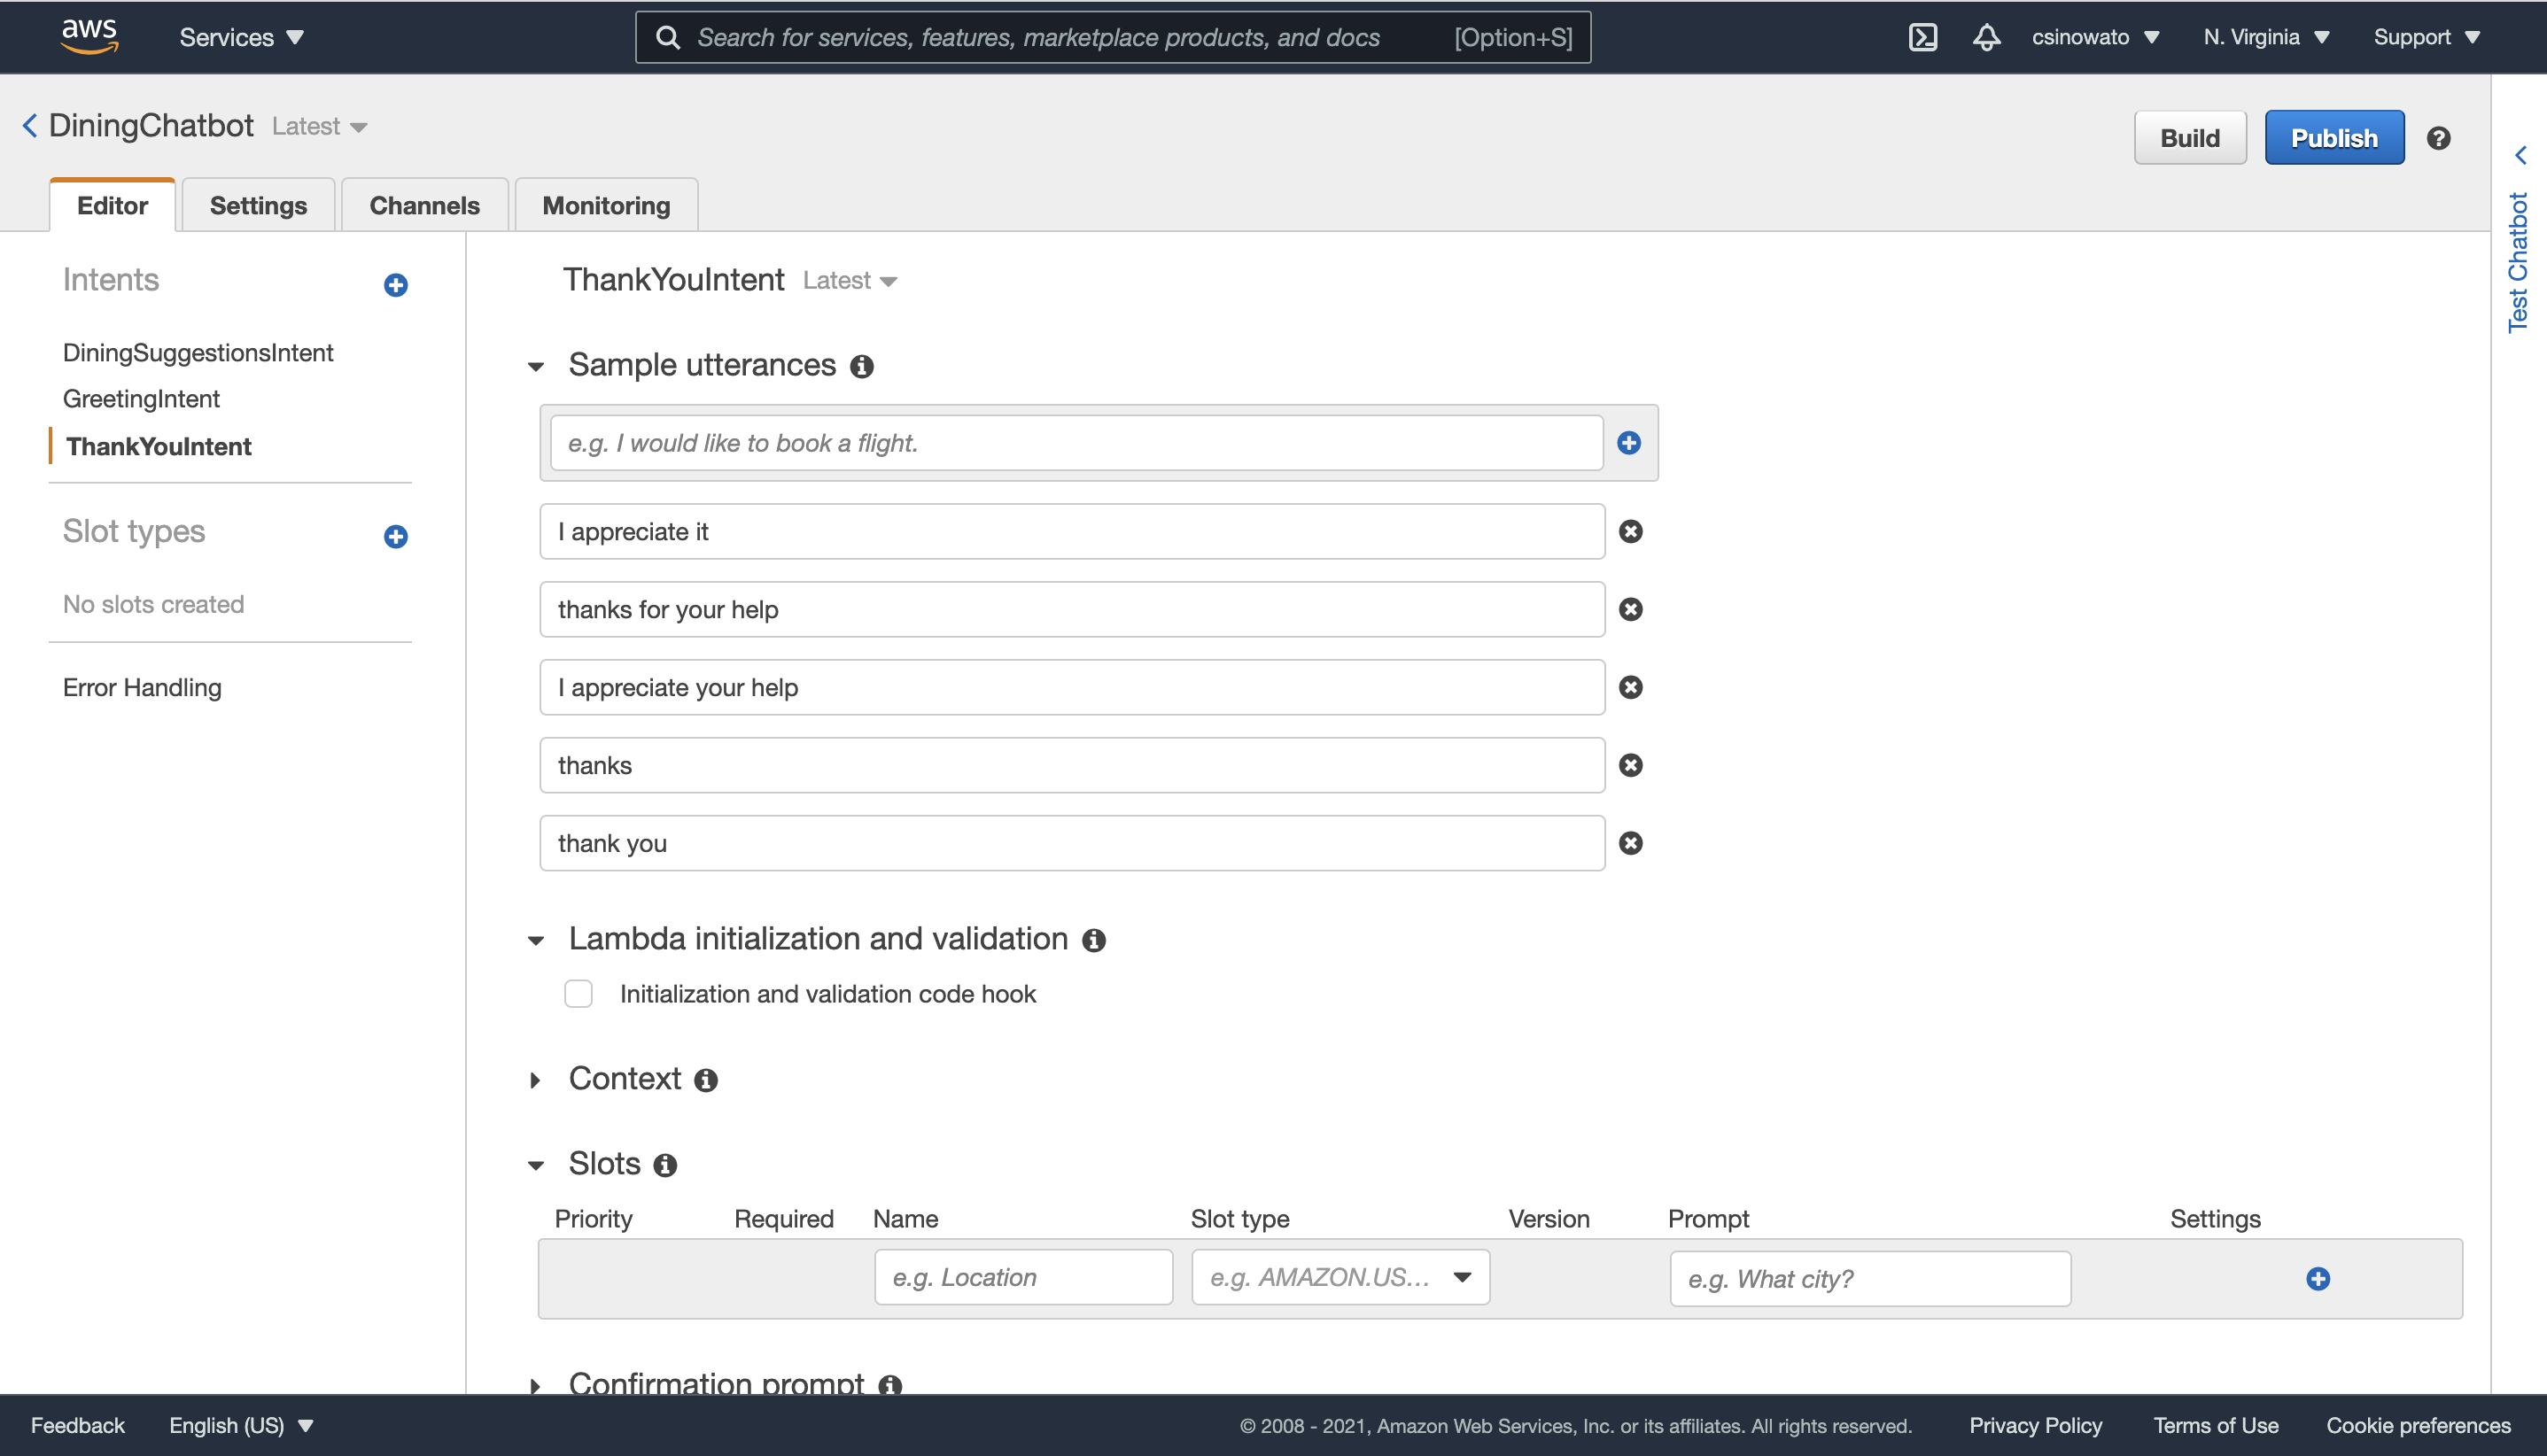 aws
Services
Search for services, features, marketplace products, and docs [Option+S]
csinowato
N. Virginia
Support
DiningChatbot Latest
Build
Publish
Editor
Settings
Channels
Monitoring
Test Chatbot
Intents
DiningSuggestionsIntent
GreetingIntent
ThankYouIntent
Slot types
No slots created
Error Handling
ThankYouIntent Latest
Sample utterances
e.g. I would like to book a flight.
I appreciate it
thanks for your help
I appreciate your help
thanks
thank you
Lambda initialization and validation
Initialization and validation code hook
Context
Slots
Priority Required Name Slot type Version Prompt Settings
e.g. Location e.g. AMAZON.US... e.g. What city?
Confirmation prompt
Feedback English (US) © 2008 - 2021, Amazon Web Services, Inc. or its affiliates. All rights reserved. Privacy Policy Terms of Use Cookie preferences